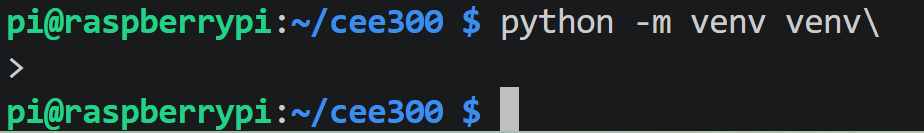 pi@raspberrypi:~/cee300 $ python -m venv venv\
>
pi@raspberrypi:~/cee300 $